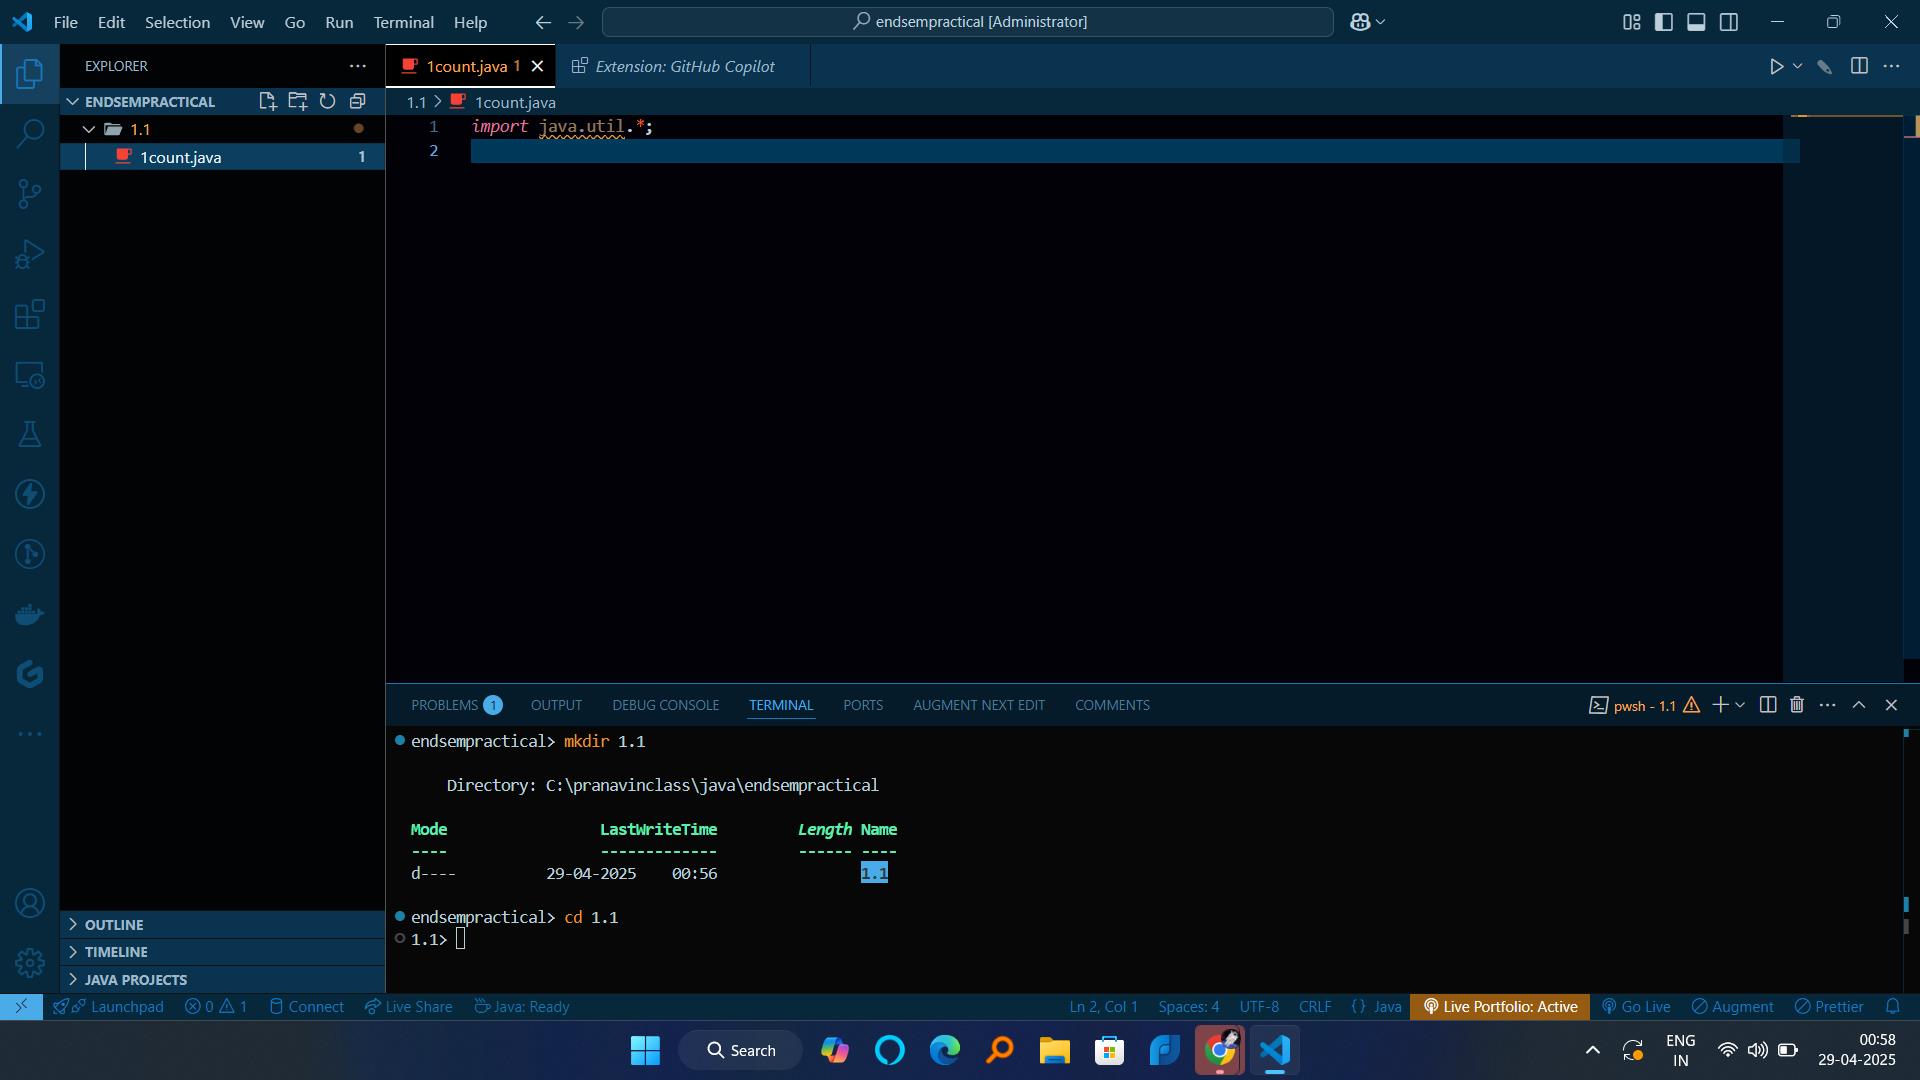 File Edit Selection View Go Run Terminal Help
endsempractical [Administrator]
EXPLORER
ENDSEMPRACTICAL
1.1
1count.java 1
1count.java 1
Extension: GitHub Copilot
1.1 > 1count.java
1 import java.util.*;
2
OUTLINE
TIMELINE
JAVA PROJECTS
PROBLEMS 1 OUTPUT DEBUG CONSOLE TERMINAL PORTS AUGMENT NEXT EDIT COMMENTS
pwsh - 1.1
endsempractical> mkdir 1.1
Directory: C:\pranavinclass\java\endsempractical
Mode LastWriteTime Length Name
---- ------------- ------ ----
d---- 29-04-2025 00:56 1.1
endsempractical> cd 1.1
1.1>
Launchpad 0 1 Connect Live Share Java: Ready
Ln 2, Col 1 Spaces: 4 UTF-8 CRLF {} Java Live Portfolio: Active Go Live Augment Prettier
Search
ENG
IN
00:58
29-04-2025